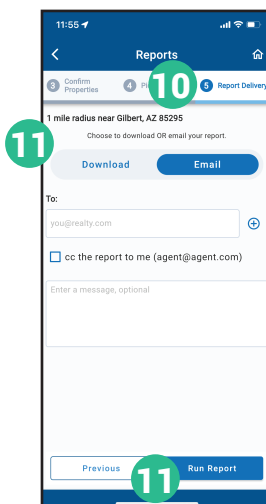 11:55
Reports
3 Confirm Properties
4 Pi
10
5 Report Delivery
1 mile radius near Gilbert, AZ 85295
11
Choose to download OR email your report.
Download
Email
To:
you@realty.com
cc the report to me (agent@agent.com)
Enter a message, optional
Previous
11
Run Report